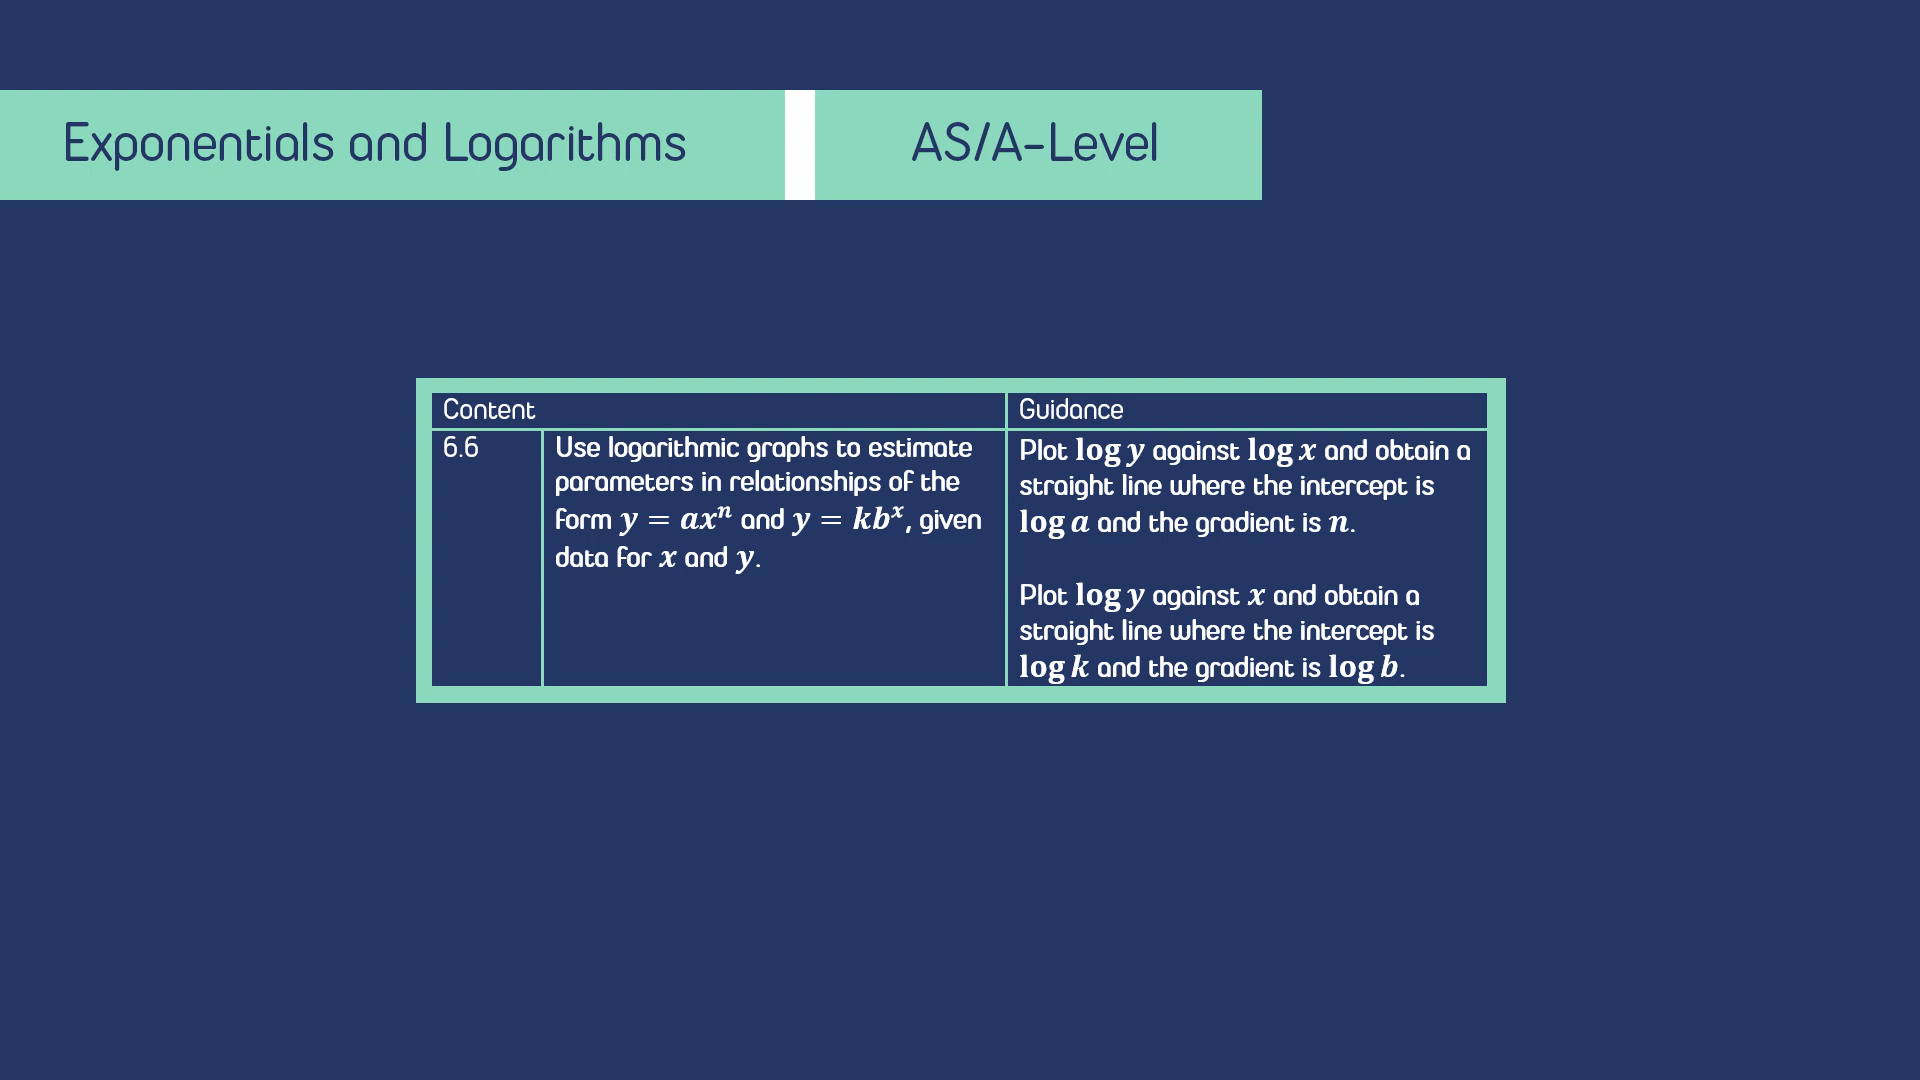 Exponentials and Logarithms
AS/A-Level
Content
Guidance
6.6
Use logarithmic graphs to estimate
parameters in relationships of the
form y = axⁿ and y = kbˣ, given
data for x and y.
Plot log y against log x and obtain a
straight line where the intercept is
log a and the gradient is n.
Plot log y against x and obtain a
straight line where the intercept is
log k and the gradient is log b.